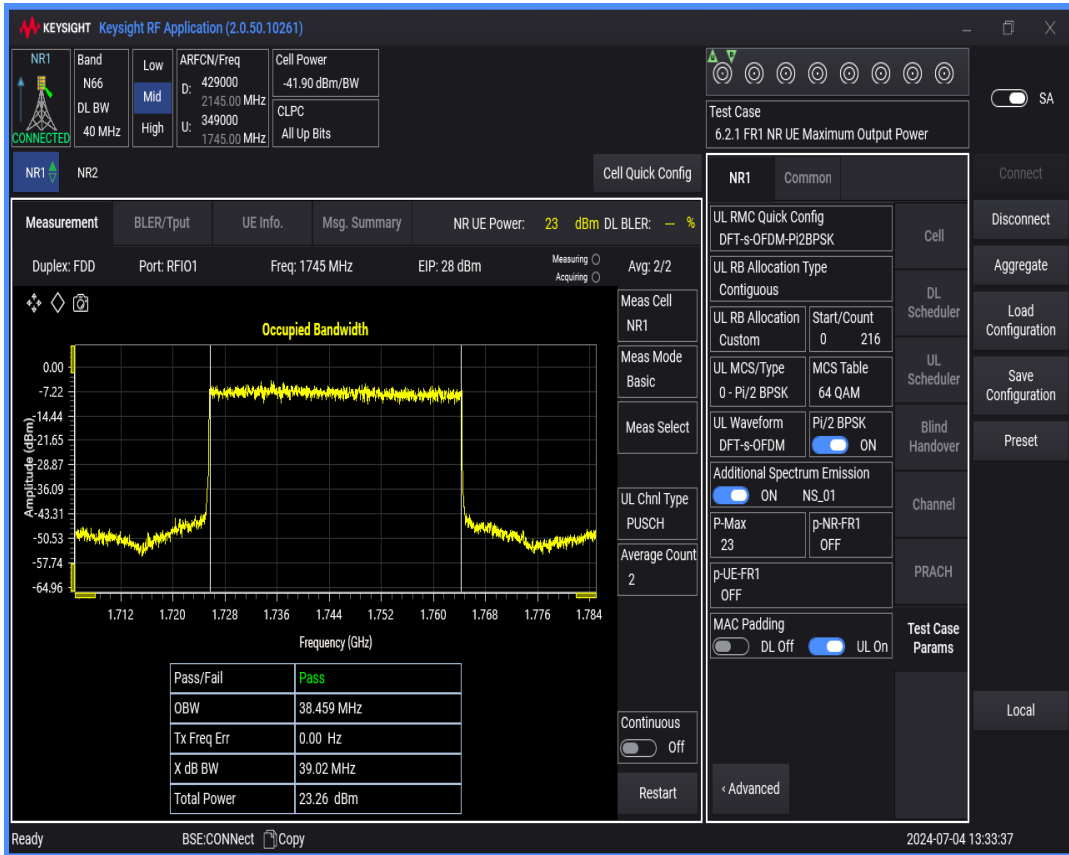 KEYSIGHT Keysight RF Application (2.0.50.10261)
NR1
CONNECTED
Band
N66
DL BW
40 MHz
Low
Mid
High
ARFCN/Freq
D: 429000
2145.00 MHz
U: 349000
1745.00 MHz
Cell Power
-41.90 dBm/BW
CLPC
All Up Bits
Test Case
6.2.1 FR1 NR UE Maximum Output Power
SA
NR1 NR2
Cell Quick Config
Measurement BLER/Tput UE Info. Msg. Summary NR UE Power: 23 dBm DL BLER: --- %
Duplex: FDD Port: RFIO1 Freq: 1745 MHz EIP: 28 dBm Measuring Avg: 2/2
Acquiring
Occupied Bandwidth
Amplitude (dBm)
0.00
-7.22
-14.44
-21.65
-28.87
-36.09
-43.31
-50.53
-57.74
-64.96
1.712 1.720 1.728 1.736 1.744 1.752 1.760 1.768 1.776 1.784
Frequency (GHz)
Pass/Fail Pass
OBW 38.459 MHz
Tx Freq Err 0.00 Hz
X dB BW 39.02 MHz
Total Power 23.26 dBm
Meas Cell
NR1
Meas Mode
Basic
Meas Select
UL Chnl Type
PUSCH
Average Count
2
Continuous
Off
Restart
NR1 Common
UL RMC Quick Config
DFT-s-OFDM-Pi2BPSK
UL RB Allocation Type
Contiguous
UL RB Allocation
Custom
Start/Count
0 216
UL MCS/Type
0 - Pi/2 BPSK
MCS Table
64 QAM
UL Waveform
DFT-s-OFDM
Pi/2 BPSK
ON
Additional Spectrum Emission
ON NS_01
P-Max
23
p-NR-FR1
OFF
p-UE-FR1
OFF
MAC Padding
DL Off UL On
‹ Advanced
Cell
DL
Scheduler
UL
Scheduler
Blind
Handover
Channel
PRACH
Test Case
Params
Connect
Disconnect
Aggregate
Load
Configuration
Save
Configuration
Preset
Local
Ready BSE:CONNect Copy 2024-07-04 13:33:37